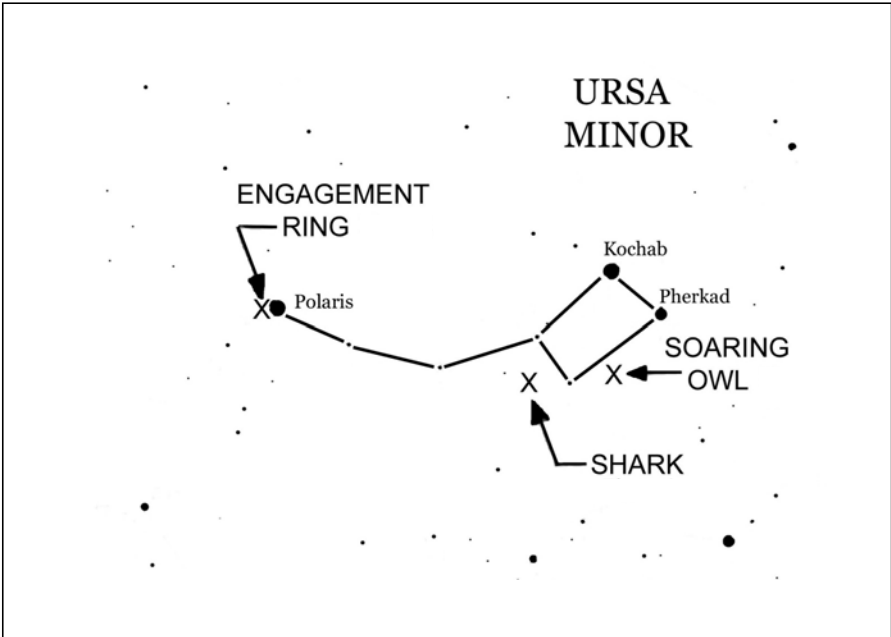 URSA
MINOR
ENGAGEMENT
RING
Kochab
Polaris
Pherkad
X
SOARING
X
OWL
X
SHARK